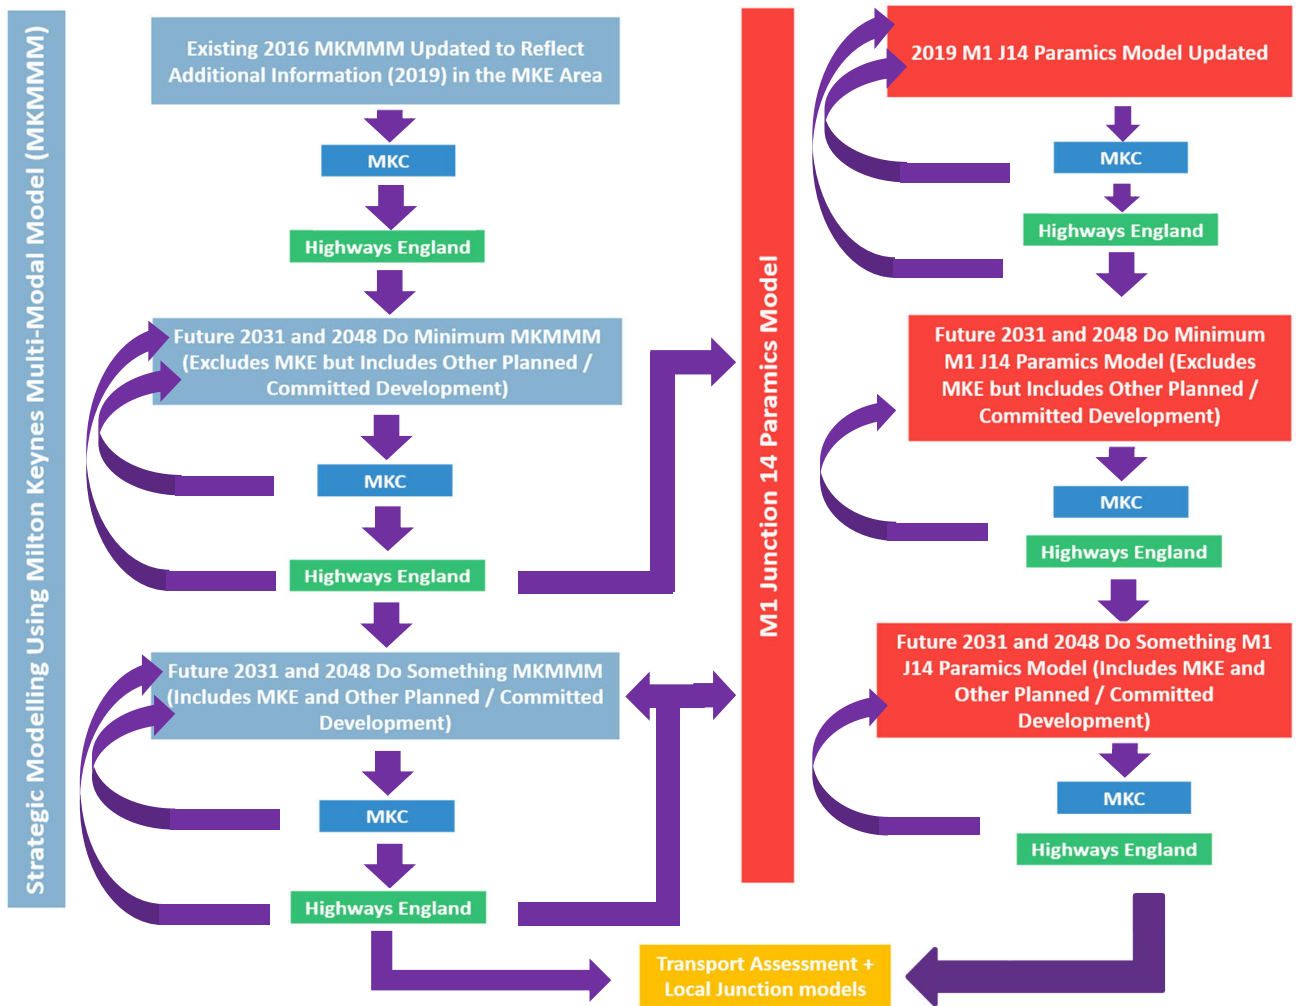 Strategic Modelling Using Milton Keynes Multi-Modal Model (MKMMM)
Existing 2016 MKMMM Updated to Reflect
Additional Information (2019) in the MKE Area
MKC
Highways England
Future 2031 and 2048 Do Minimum MKMMM
(Excludes MKE but Includes Other Planned /
Committed Development)
MKC
Highways England
Future 2031 and 2048 Do Something MKMMM
(Includes MKE and Other Planned / Committed
Development)
MKC
Highways England
M1 Junction 14 Paramics Model
2019 M1 J14 Paramics Model Updated
MKC
Highways England
Future 2031 and 2048 Do Minimum
M1 J14 Paramics Model (Excludes
MKE but Includes Other Planned /
Committed Development)
MKC
Highways England
Future 2031 and 2048 Do Something M1
J14 Paramics Model (Includes MKE and
Other Planned / Committed
Development)
MKC
Highways England
Transport Assessment +
Local Junction models